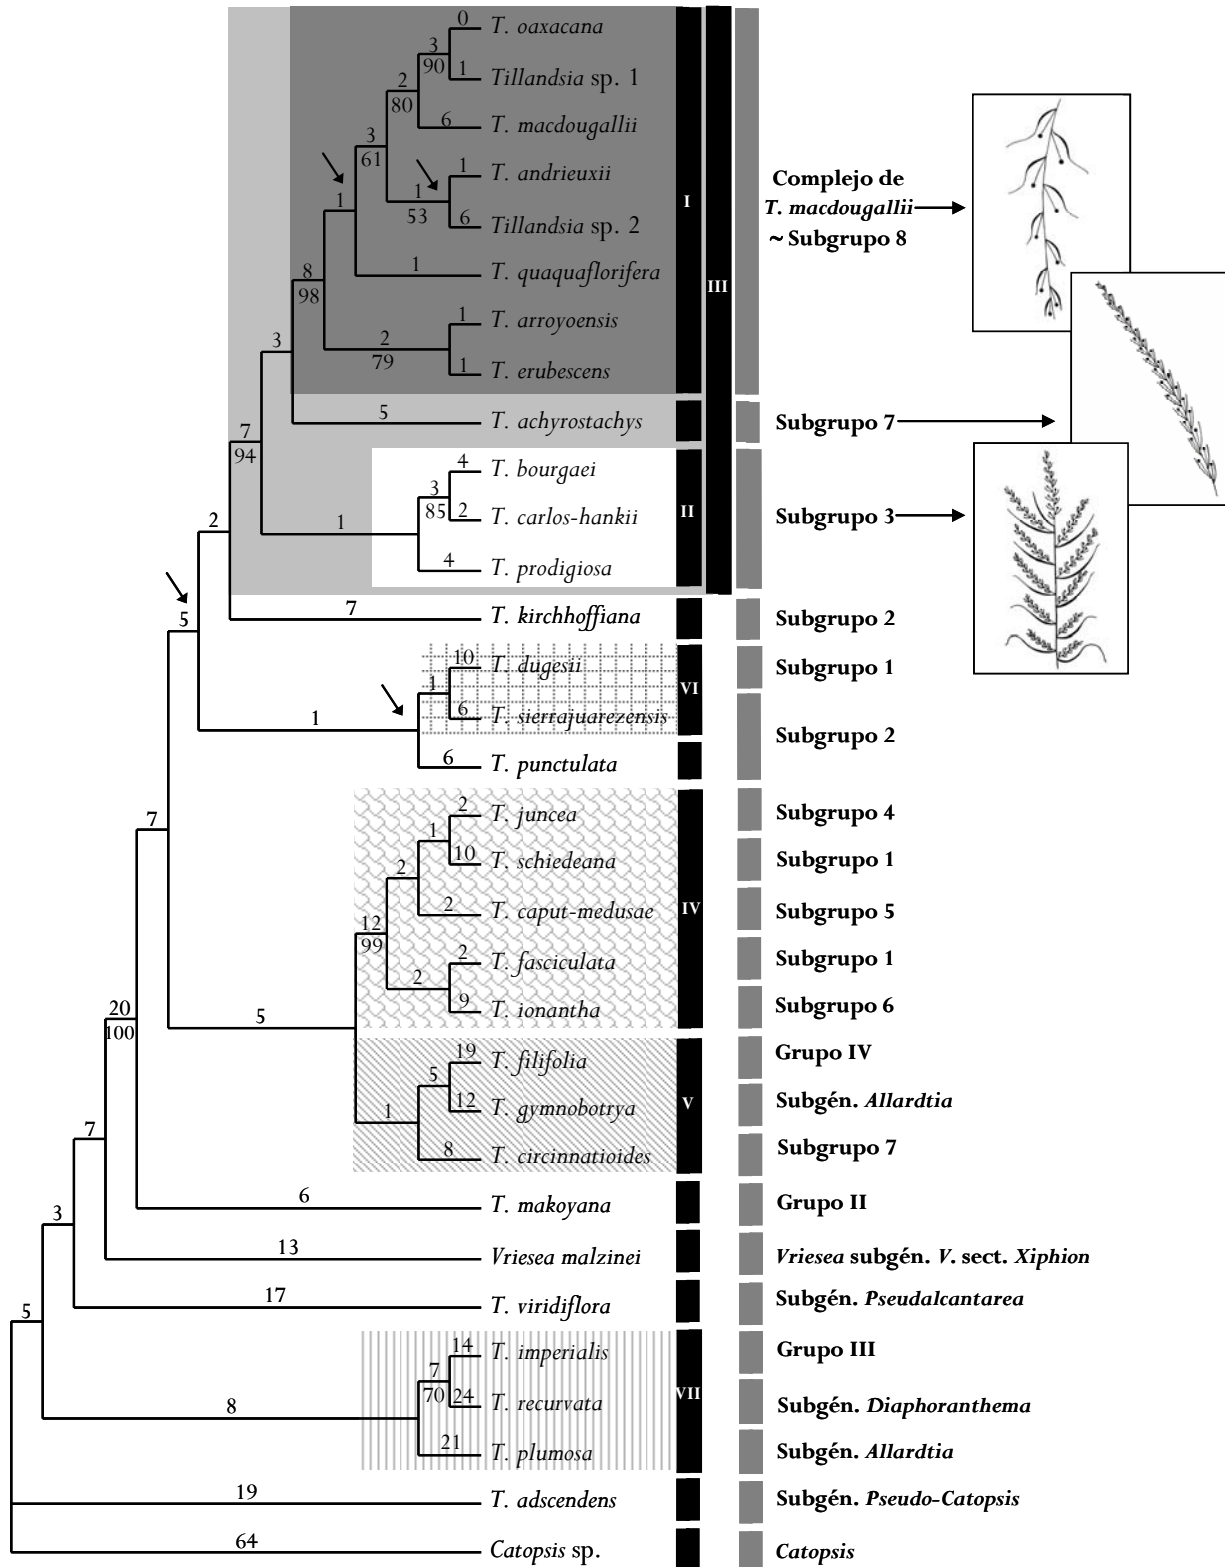 0
T. oaxacana
3
90
1
Tillandsia sp. 1
2
80
6
T. macdougallii
3
61
1
T. andrieuxii
1
53
6
Tillandsia sp. 2
1
1
T. quaquaflorifera
8
98
1
T. arroyoensis
2
79
1
T. erubescens
I
3
5
T. achyrostachys
7
94
4
T. bourgaei
3
85
2
T. carlos-hankii
II
1
4
T. prodigiosa
III
2
7
T. kirchhoffiana
5
10
T. dugesii
1
6
T. sierrajuarezensis
VI
1
6
T. punctulata
7
2
T. juncea
1
10
T. schiedeana
2
2
T. caput-medusae
IV
12
99
2
T. fasciculata
2
9
T. ionantha
5
19
T. filifolia
5
12
T. gymnobotrya
V
1
8
T. circinnatioides
20
100
6
T. makoyana
7
13
Vriesea malzinei
3
17
T. viridiflora
5
14
T. imperialis
7
70
24
T. recurvata
VII
8
21
T. plumosa
19
T. adscendens
64
Catopsis sp.
Complejo de
T. macdougallii
~ Subgrupo 8
Subgrupo 7
Subgrupo 3
Subgrupo 2
Subgrupo 1
Subgrupo 2
Subgrupo 4
Subgrupo 1
Subgrupo 5
Subgrupo 1
Subgrupo 6
Grupo IV
Subgén. Allardtia
Subgrupo 7
Grupo II
Vriesea subgén. V. sect. Xiphion
Subgén. Pseudalcantarea
Grupo III
Subgén. Diaphoranthema
Subgén. Allardtia
Subgén. Pseudo-Catopsis
Catopsis